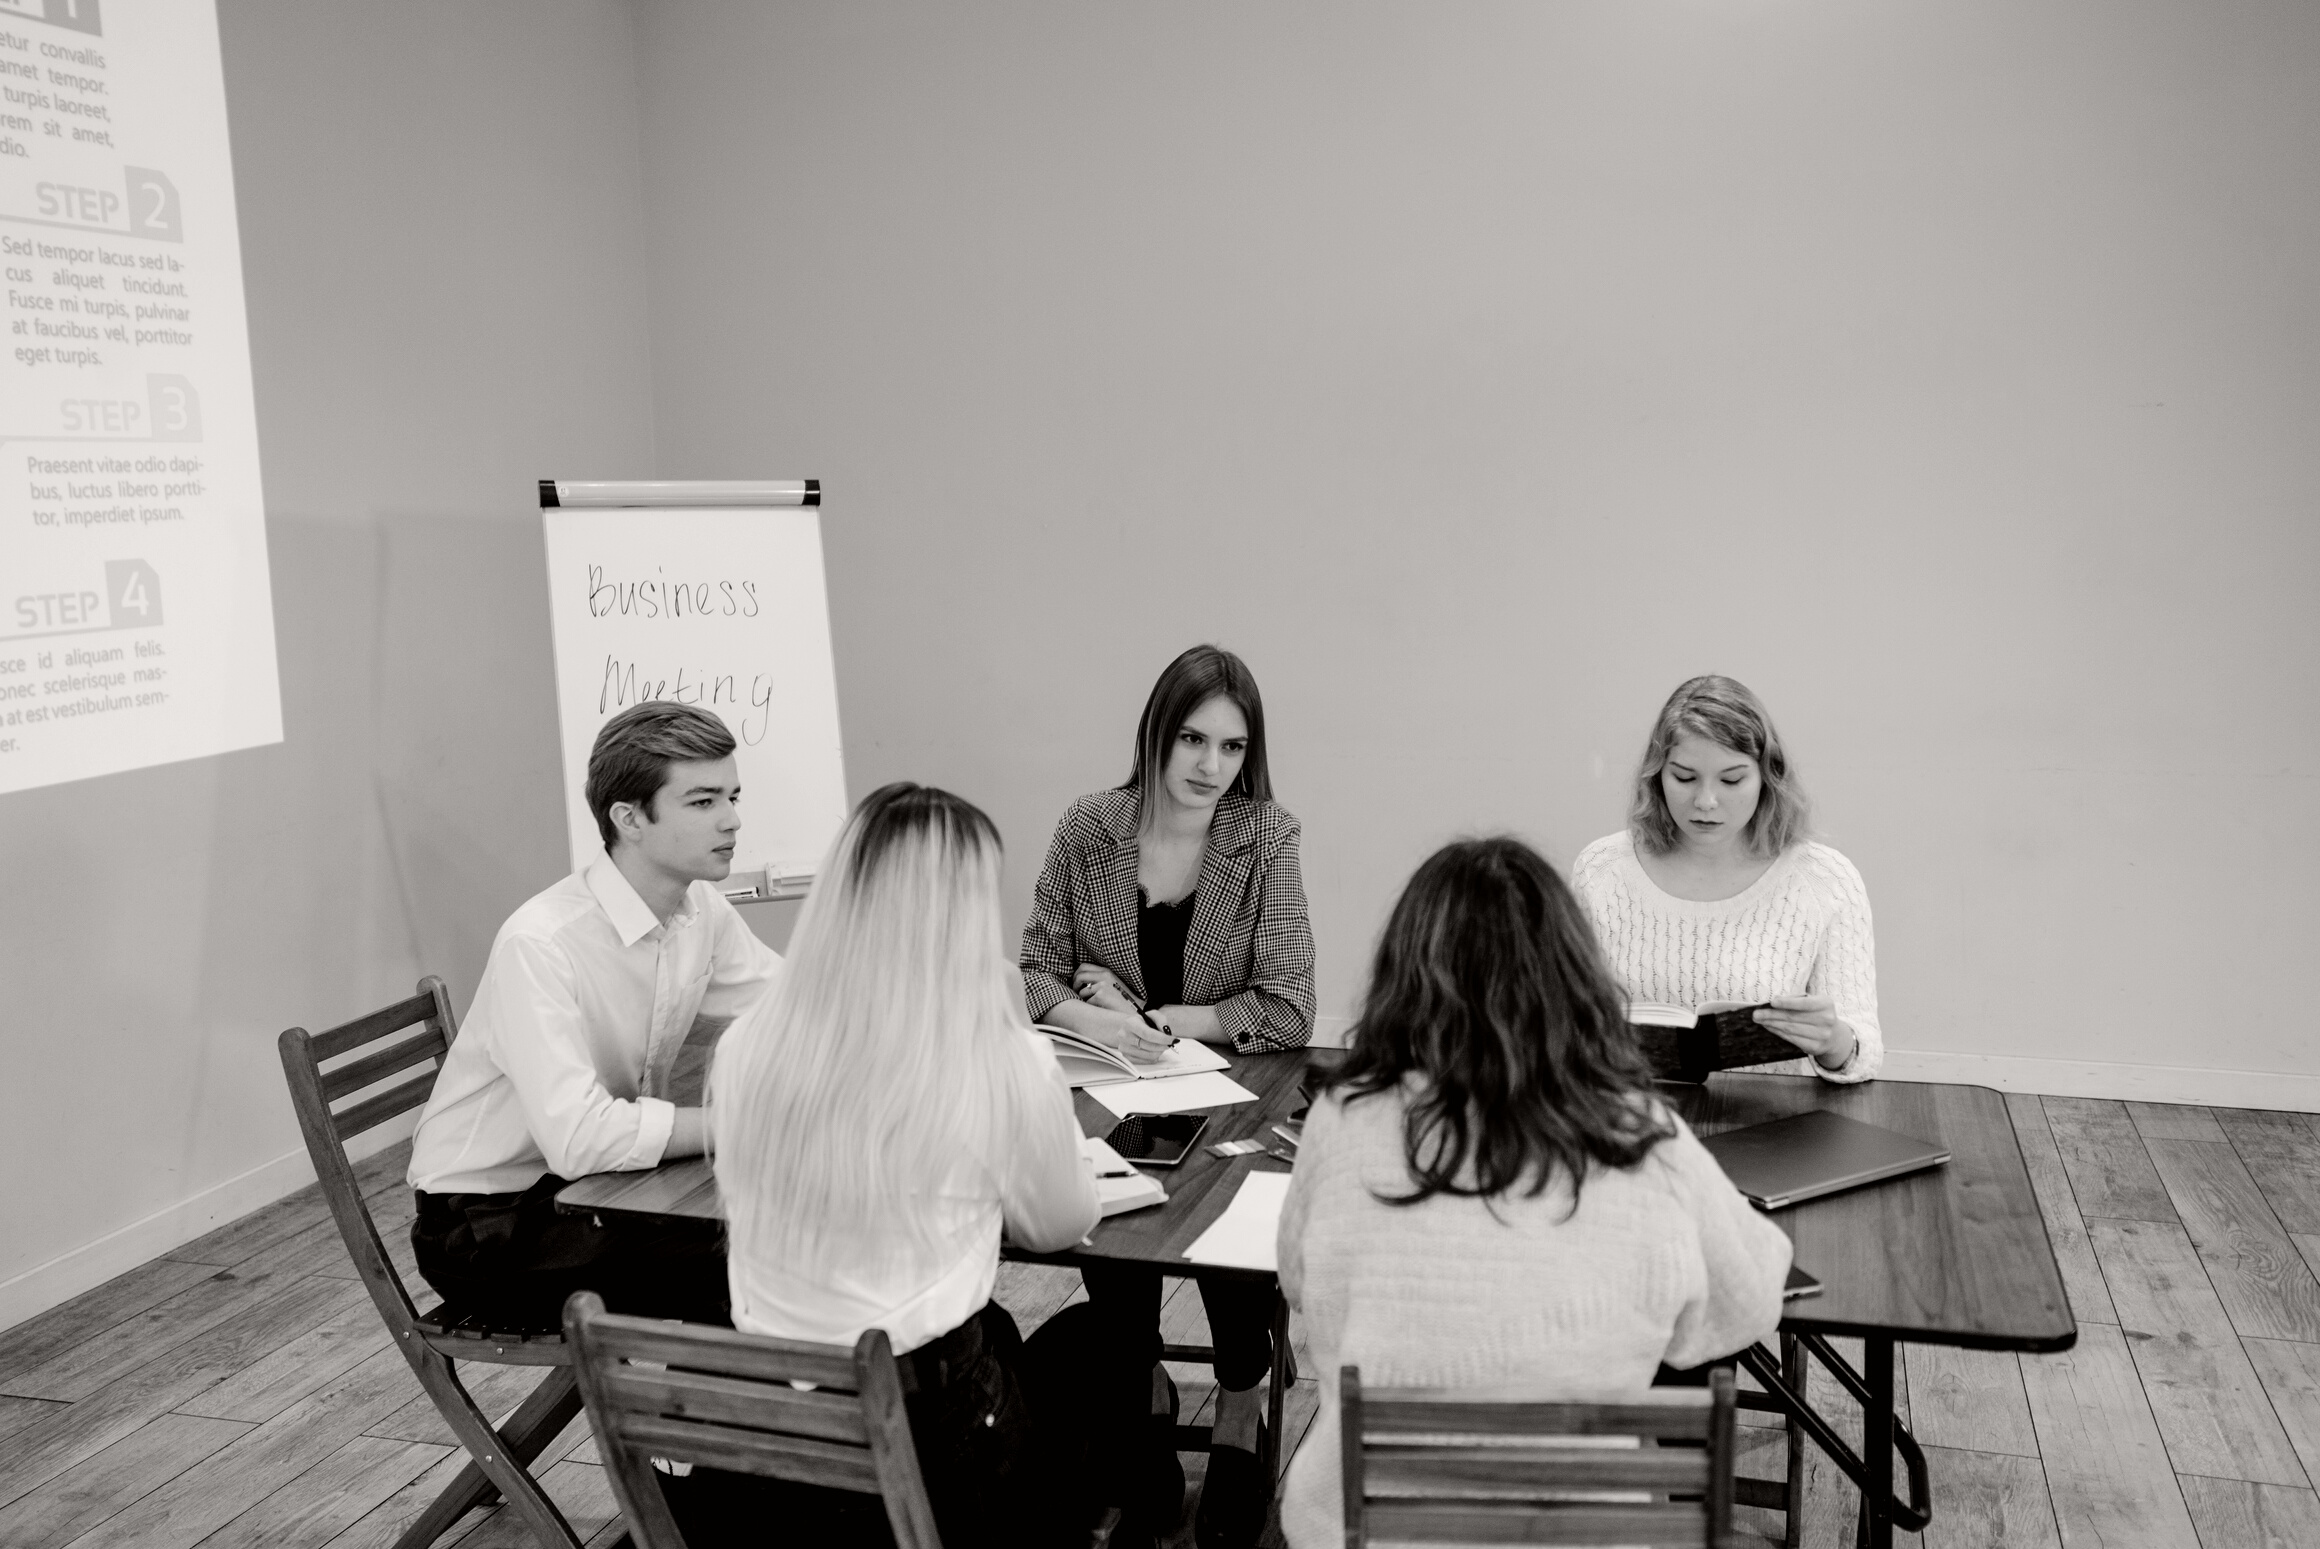 1
etur convallis
amet tempor.
turpis laoreet,
rem sit amet,
dio.
STEP 2
Sed tempor lacus sed la-
cus aliquet tincidunt.
Fusce mi turpis, pulvinar
at faucibus vel, porttitor
eget turpis.
STEP 3
Praesent vitae odio dapi-
bus, luctus libero portti-
tor, imperdiet ipsum.
STEP 4
sce id aliquam felis.
onec scelerisque mas-
at est vestibulum sem-
er.
Business
Meeting